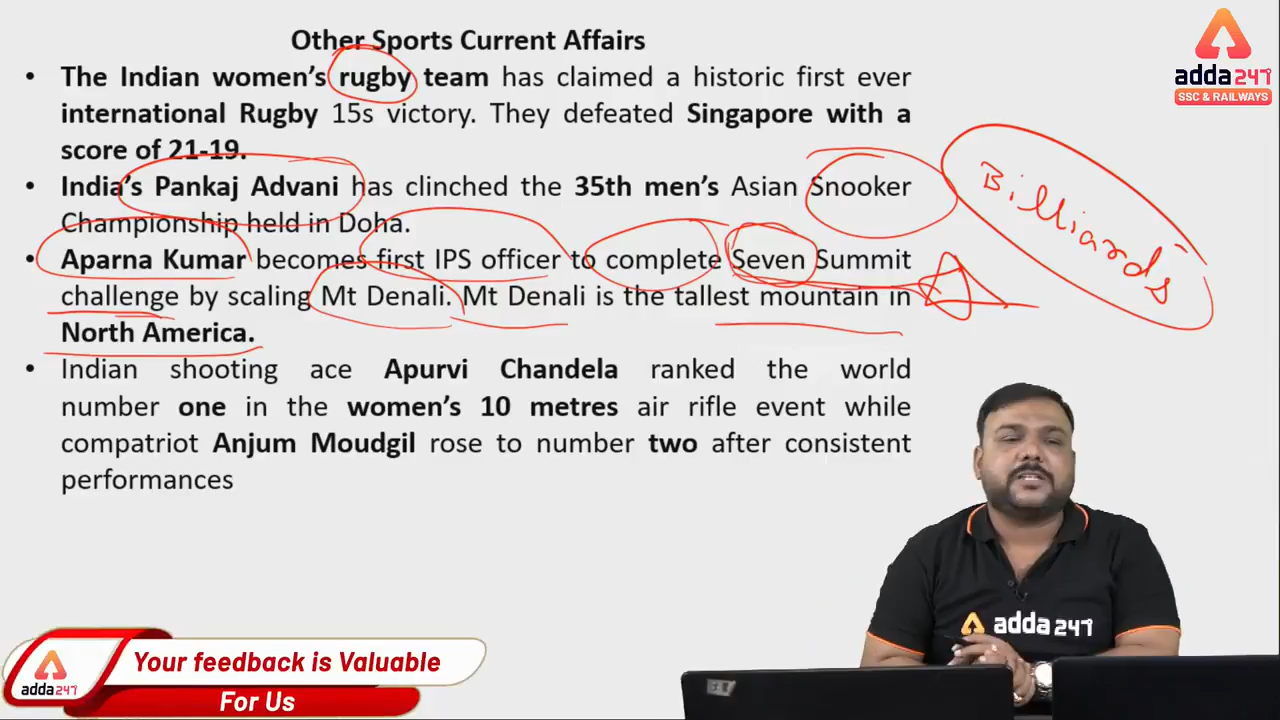 Other Sports Current Affairs
• The Indian women's rugby team has claimed a historic first ever
international Rugby 15s victory. They defeated Singapore with a
score of 21-19.
• India's Pankaj Advani has clinched the 35th men's Asian Snooker
Championship held in Doha.
• Aparna Kumar becomes first IPS officer to complete Seven Summit
challenge by scaling Mt Denali. Mt Denali is the tallest mountain in
North America.
• Indian shooting ace Apurvi Chandela ranked the world
number one in the women's 10 metres air rifle event while
compatriot Anjum Moudgil rose to number two after consistent
performances
Billiards
adda247
SSC & RAILWAYS
adda247
adda247
Your feedback is Valuable
For Us